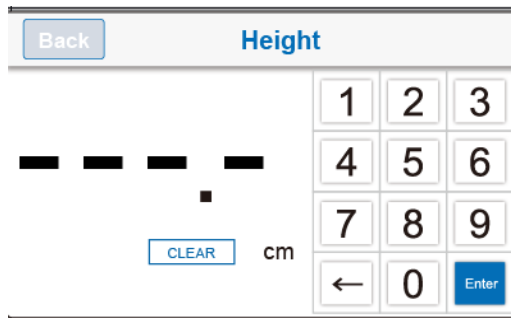 Back
Height
1 2 3
4 5 6
_ _ _ . _
7 8 9
CLEAR cm
← 0 Enter